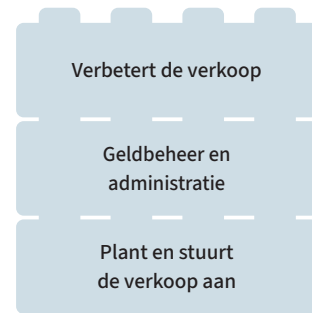 Verbetert de verkoop
Geldbeheer en
administratie
Plant en stuurt
de verkoop aan